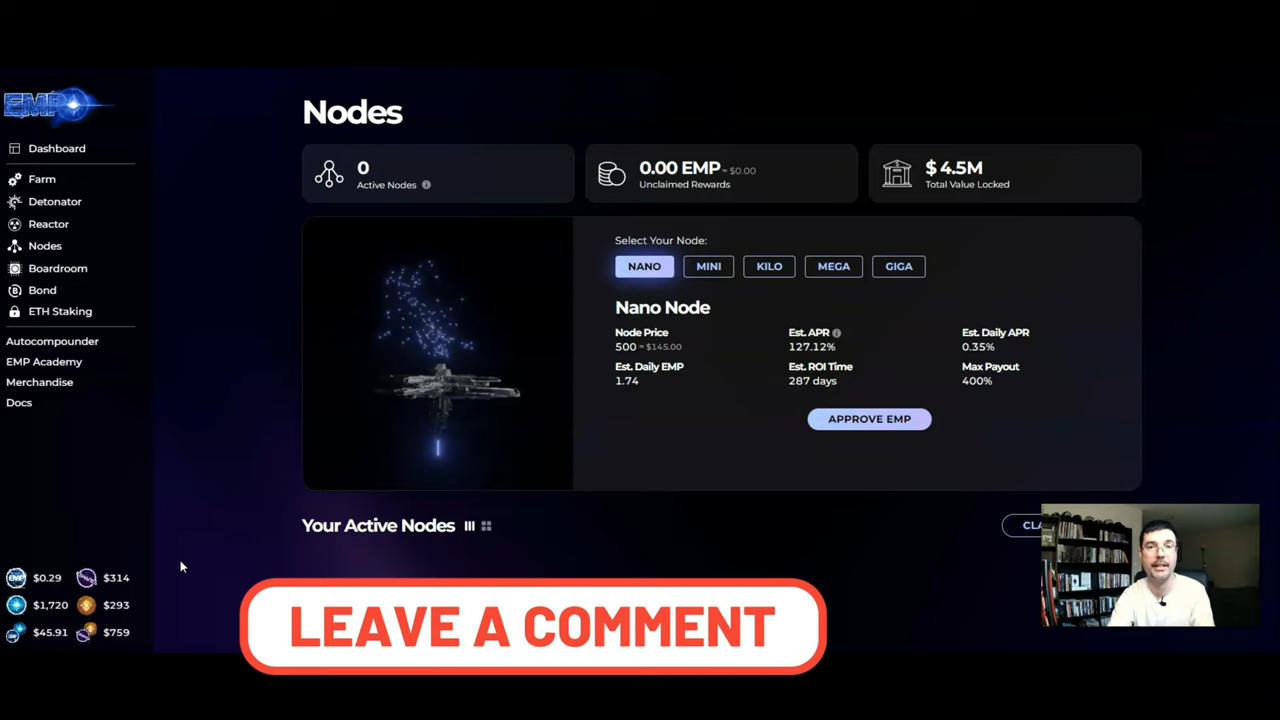 EMP
Dashboard
Farm
Detonator
Reactor
Nodes
Boardroom
Bond
ETH Staking
Autocompounder
EMP Academy
Merchandise
Docs
$0.29 $314
$1,720 $293
$45.91 $759
Nodes
0
Active Nodes
0.00 EMP ≈ $0.00
Unclaimed Rewards
$ 4.5M
Total Value Locked
Select Your Node:
NANO MINI KILO MEGA GIGA
Nano Node
Node Price Est. APR Est. Daily APR
500 ≈ $145.00 127.12% 0.35%
Est. Daily EMP Est. ROI Time Max Payout
1.74 287 days 400%
APPROVE EMP
Your Active Nodes
LEAVE A COMMENT